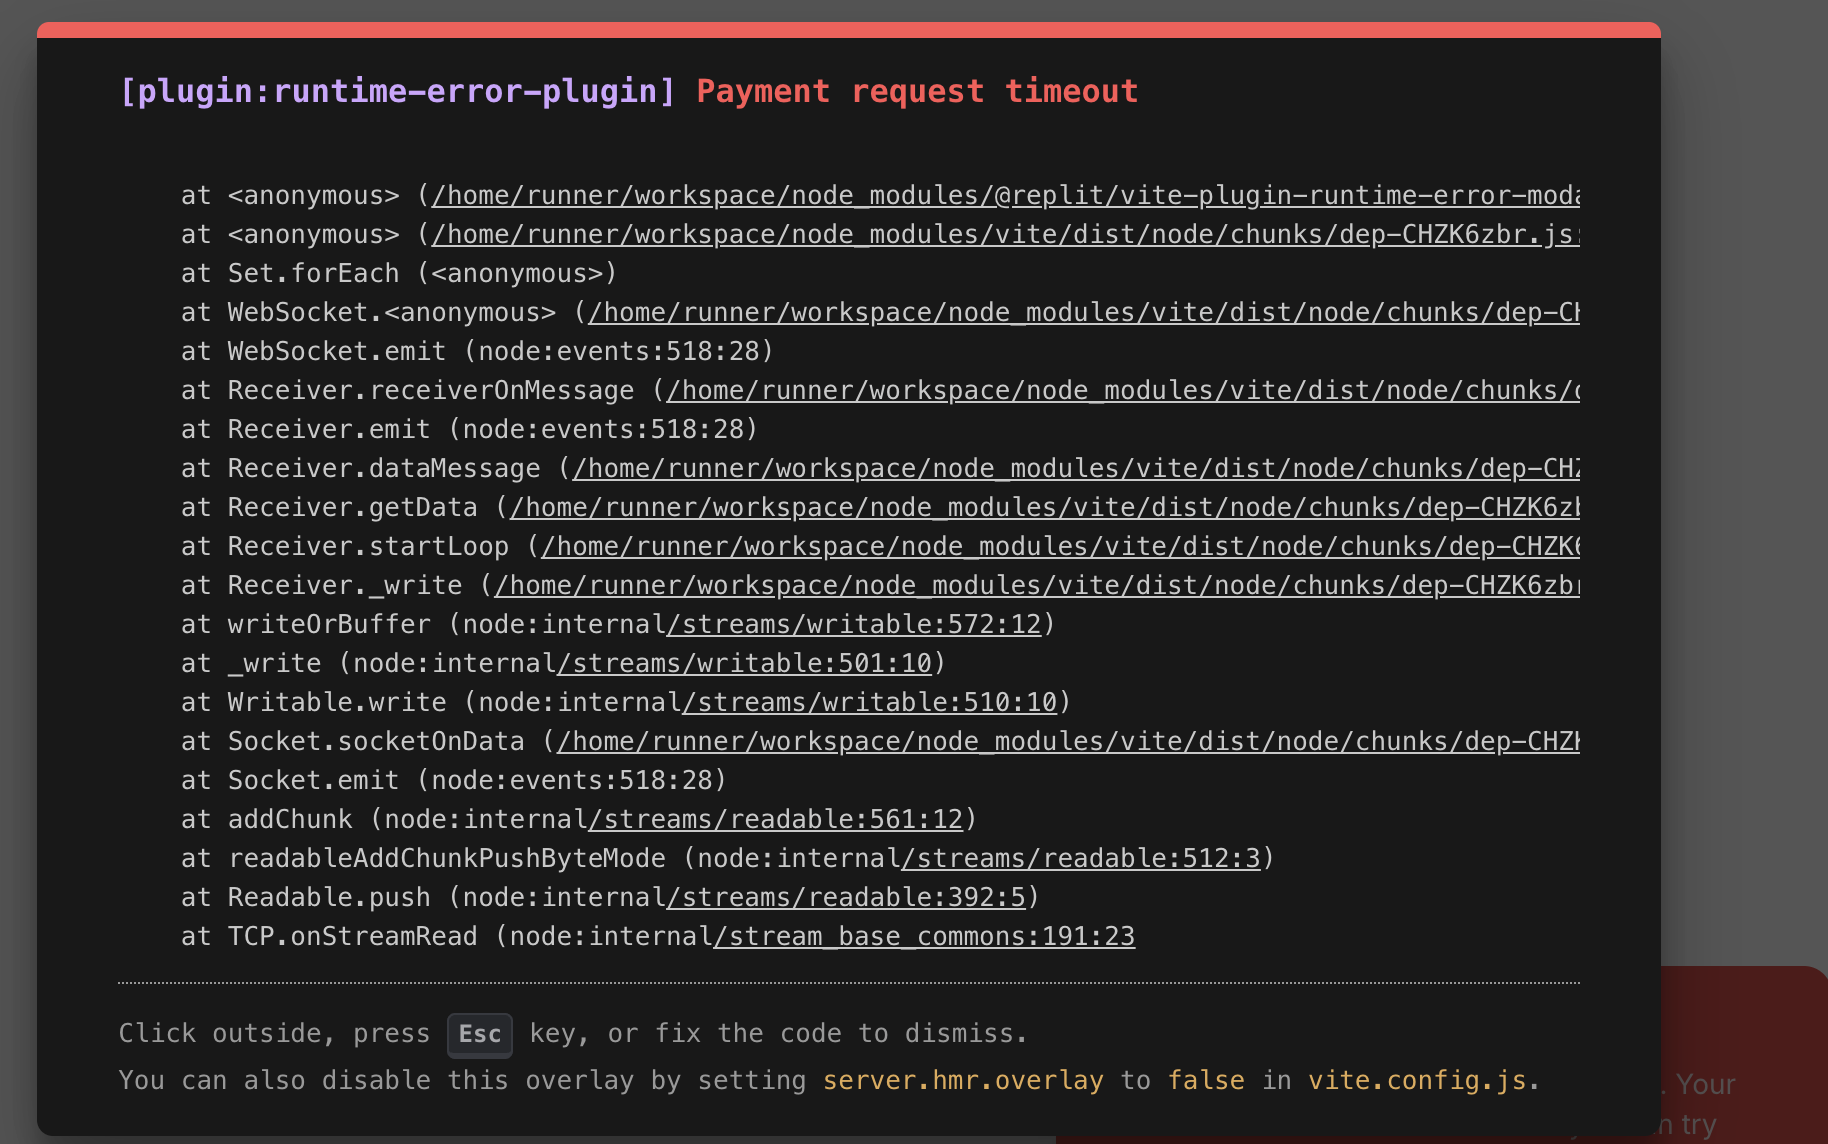 [plugin:runtime-error-plugin] Payment request timeout
at <anonymous> (/home/runner/workspace/node_modules/@replit/vite-plugin-runtime-error-moda
at <anonymous> (/home/runner/workspace/node_modules/vite/dist/node/chunks/dep-CHZK6zbr.js:
at Set.forEach (<anonymous>)
at WebSocket.<anonymous> (/home/runner/workspace/node_modules/vite/dist/node/chunks/dep-CH
at WebSocket.emit (node:events:518:28)
at Receiver.receiverOnMessage (/home/runner/workspace/node_modules/vite/dist/node/chunks/d
at Receiver.emit (node:events:518:28)
at Receiver.dataMessage (/home/runner/workspace/node_modules/vite/dist/node/chunks/dep-CHZ
at Receiver.getData (/home/runner/workspace/node_modules/vite/dist/node/chunks/dep-CHZK6zb
at Receiver.startLoop (/home/runner/workspace/node_modules/vite/dist/node/chunks/dep-CHZK6
at Receiver._write (/home/runner/workspace/node_modules/vite/dist/node/chunks/dep-CHZK6zbr
at writeOrBuffer (node:internal/streams/writable:572:12)
at _write (node:internal/streams/writable:501:10)
at Writable.write (node:internal/streams/writable:510:10)
at Socket.socketOnData (/home/runner/workspace/node_modules/vite/dist/node/chunks/dep-CHZK
at Socket.emit (node:events:518:28)
at addChunk (node:internal/streams/readable:561:12)
at readableAddChunkPushByteMode (node:internal/streams/readable:512:3)
at Readable.push (node:internal/streams/readable:392:5)
at TCP.onStreamRead (node:internal/stream_base_commons:191:23
Click outside, press Esc key, or fix the code to dismiss.
You can also disable this overlay by setting server.hmr.overlay to false in vite.config.js.
. Your
try